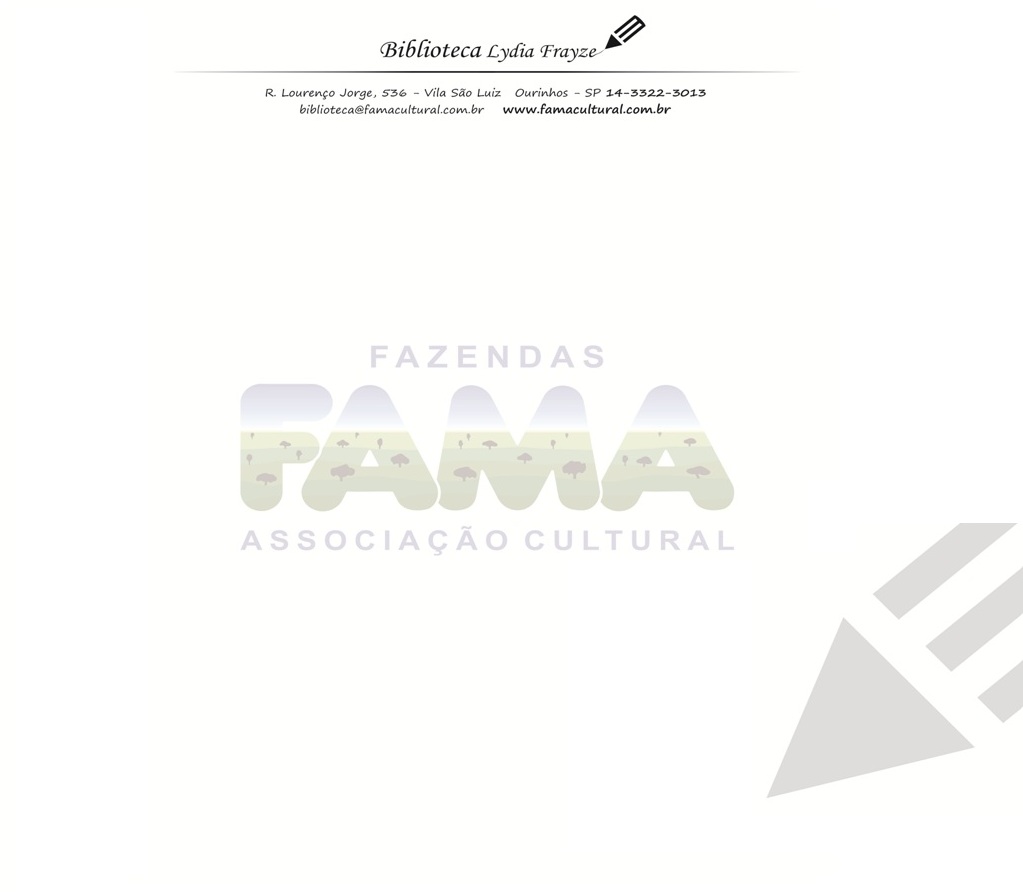 Biblioteca Lydia Frayze
R. Lourenço Jorge, 536 - Vila São Luiz Ourinhos - SP 14-3322-3013
biblioteca@famacultural.com.br www.famacultural.com.br
FAZENDAS
FAMA
ASSOCIAÇÃO CULTURAL